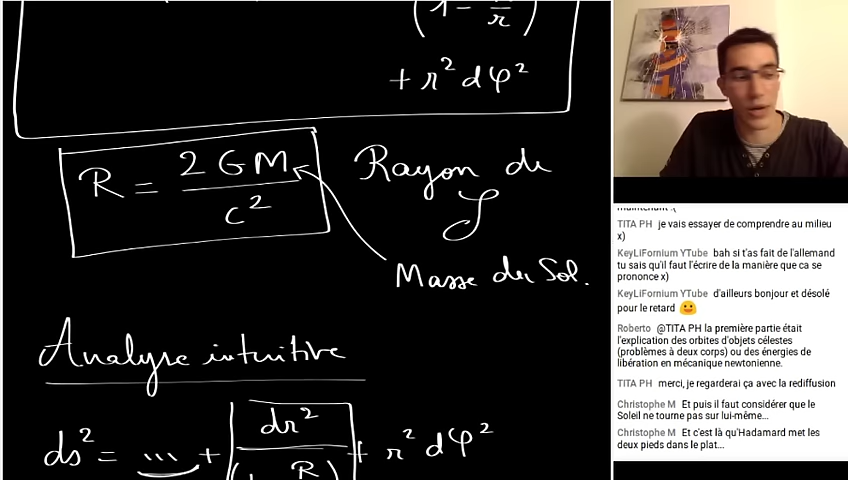 (1 - R/r)
+ r² dφ²
R = 2GM/c²
Rayon de
S
Masse du Sol.
Analyse intuitive
ds² = ... + dr²/(1 - R + r² dφ²
TITA PH je vais essayer de comprendre au milieu
x)
KeyLiFornium YTube bah si t'as fait de l'allemand
tu sais qu'il faut l'écrire de la manière que ca se
prononce x)
KeyLiFornium YTube d'ailleurs bonjour et désolé
pour le retard
Roberto @TITA PH la première partie était
l'explication des orbites d'objets célestes
(problèmes à deux corps) ou des énergies de
libération en mécanique newtonienne.
TITA PH merci, je regarderai ça avec la rediffusion
Christophe M Et puis il faut considérer que le
Soleil ne tourne pas sur lui-même...
Christophe M Et c'est là qu'Hadamard met les
deux pieds dans le plat...